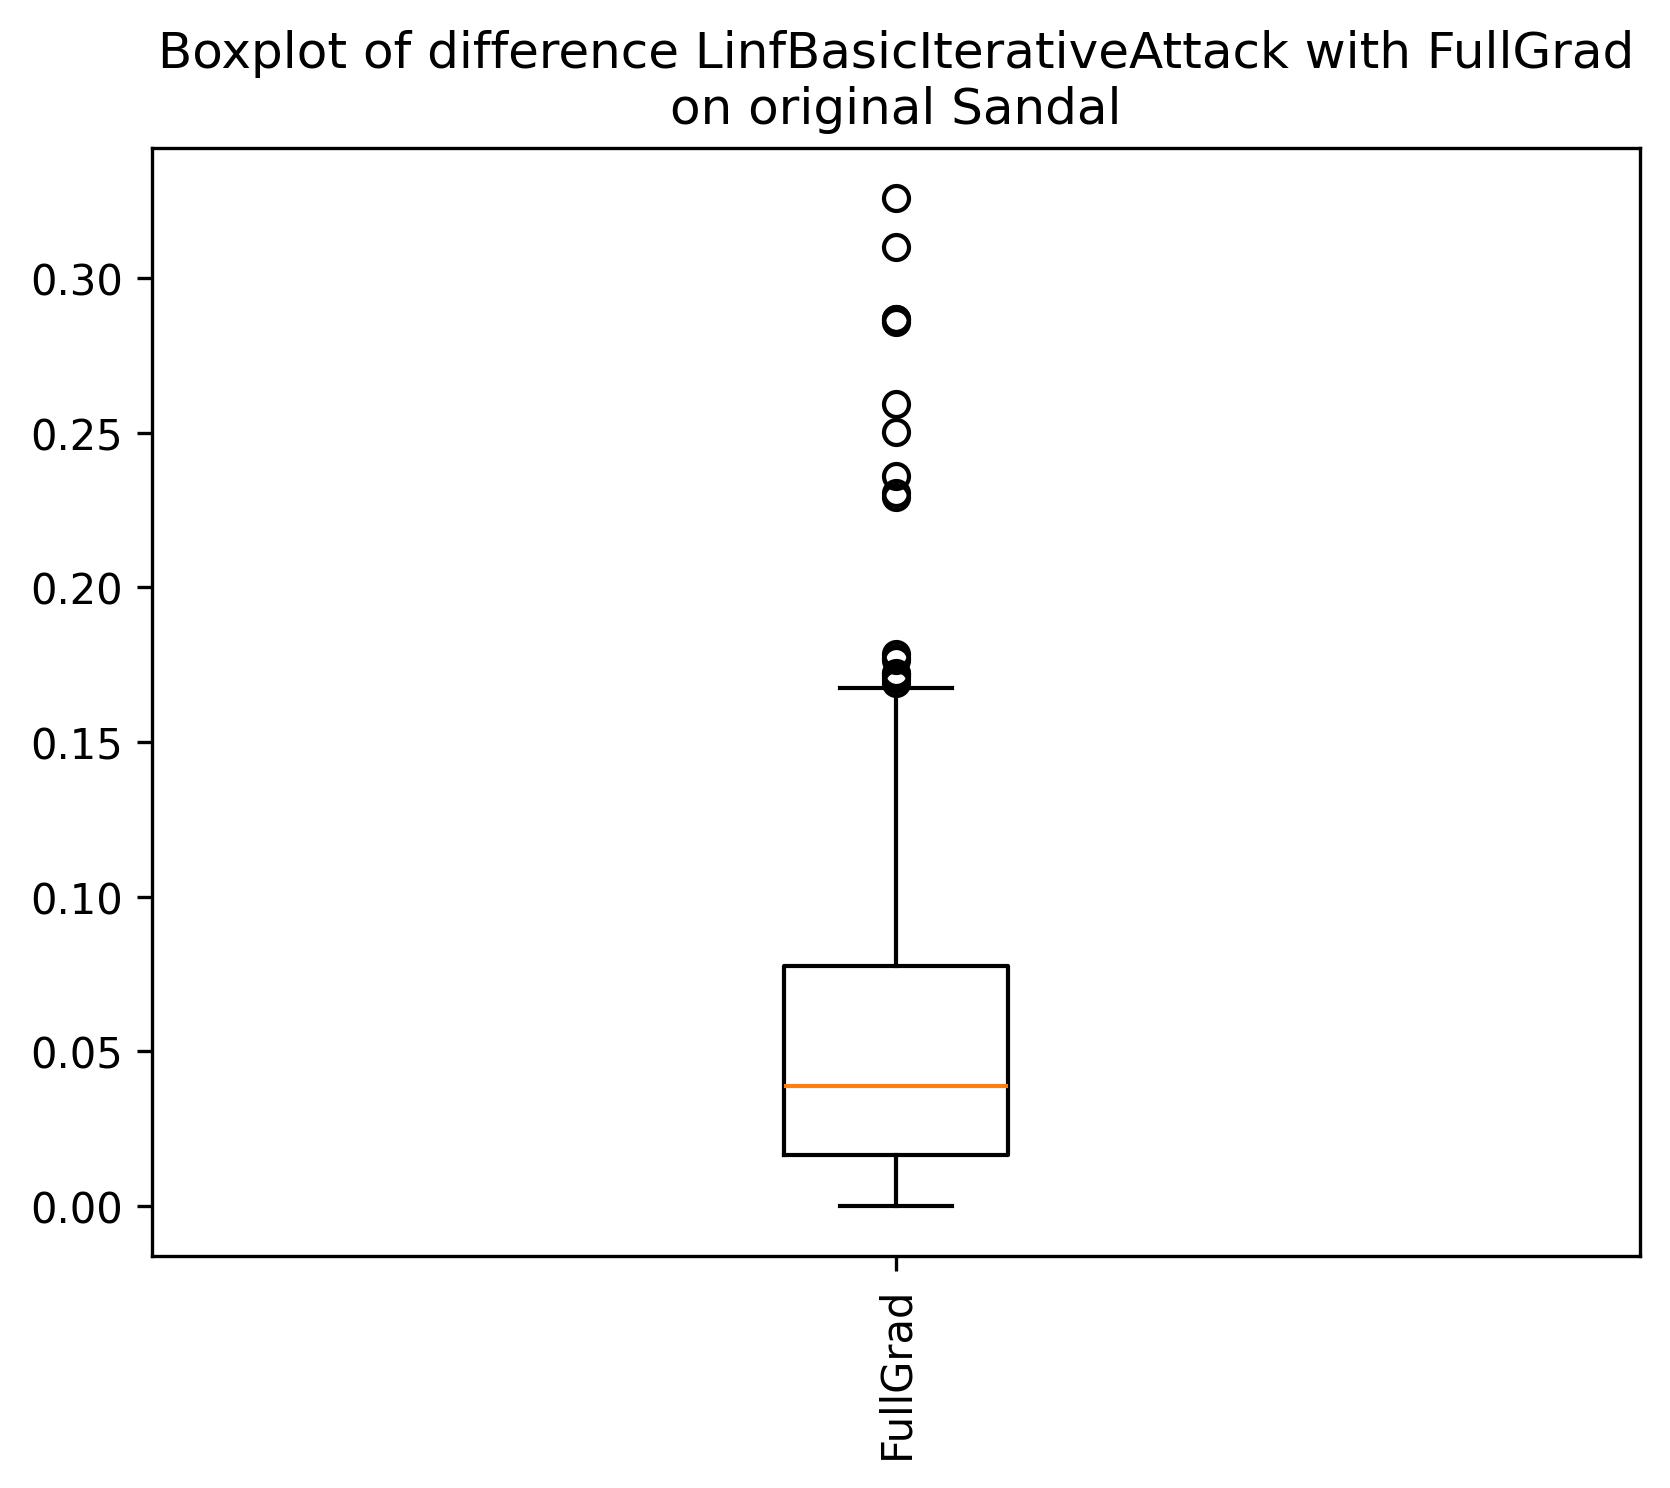 Boxplot of difference LinfBasicIterativeAttack with FullGrad
on original Sandal
0.30
0.25
0.20
0.15
0.10
0.05
0.00
FullGrad